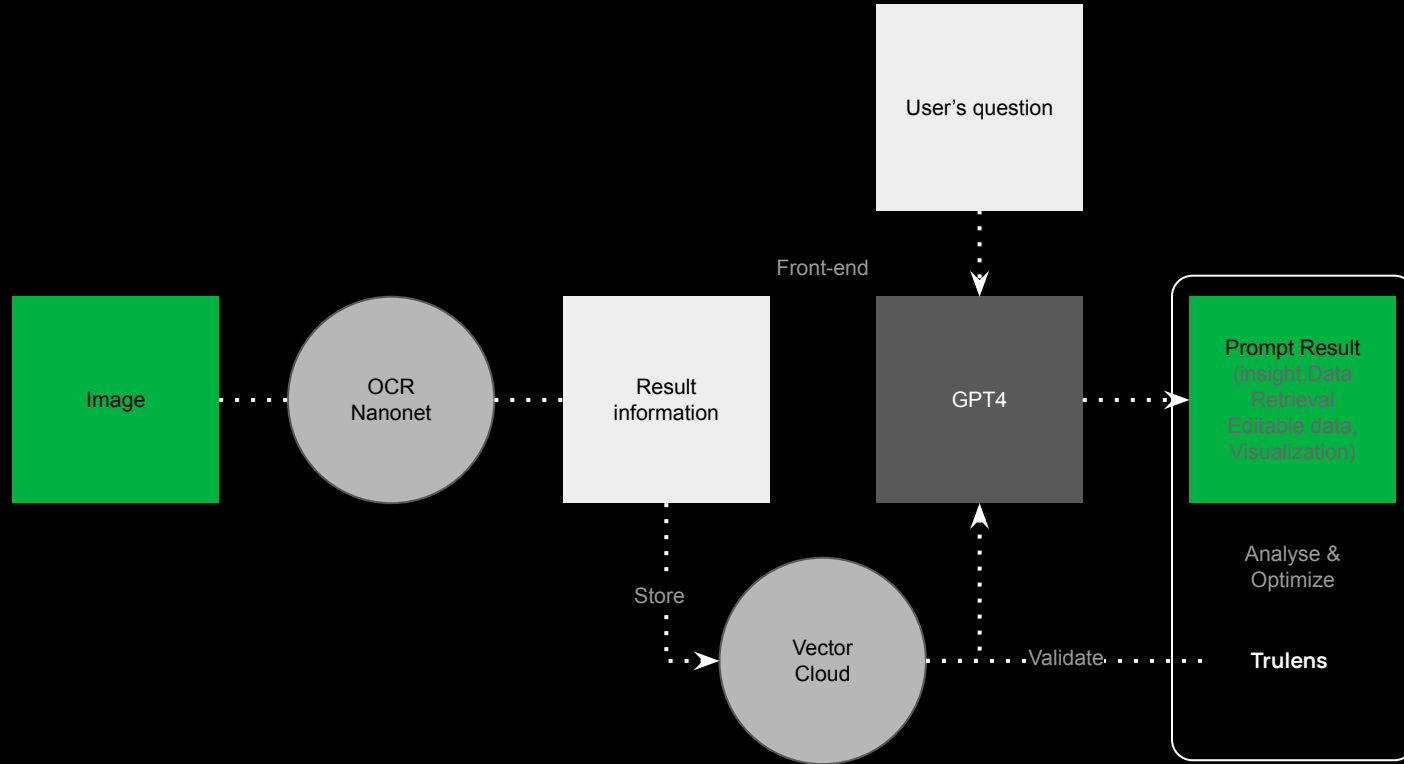 User's question
Front-end
Image
OCR
Nanonet
Result
information
GPT4
Prompt Result
(insight,Data
Retrieval
Editable data,
Visualization)
Analyse &
Optimize
Store
Vector
Cloud
Validate
Trulens